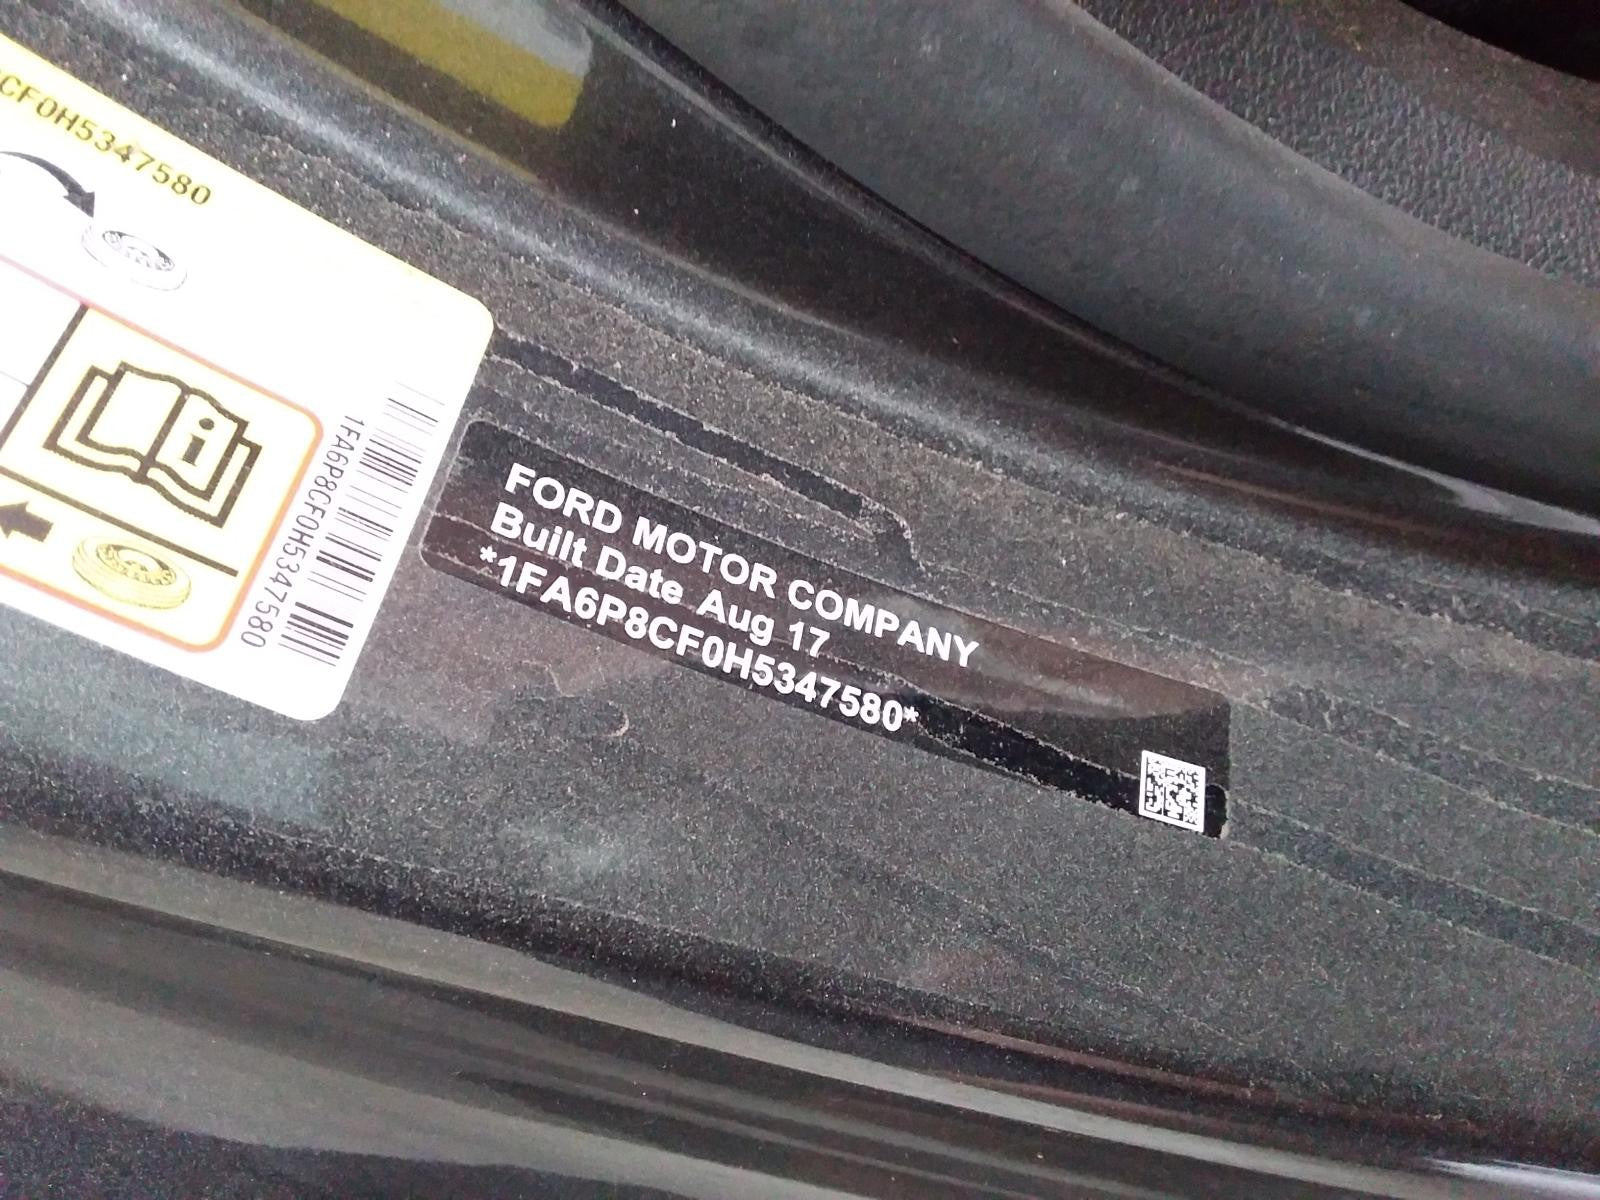 CF0H5347580
i
1FA6P8CF0H5347580
FORD MOTOR COMPANY
Built Date Aug 17
*1FA6P8CF0H5347580*